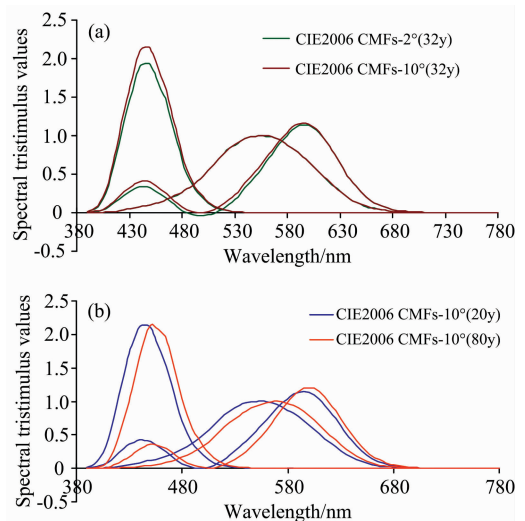 (a)
CIE2006 CMFs-2°(32y)
CIE2006 CMFs-10°(32y)
Spectral tristimulus values
2.5
2.0
1.5
1.0
0.5
0
-0.5
380 430 480 530 580 630 680 730 780
Wavelength/nm
(b)
CIE2006 CMFs-10°(20y)
CIE2006 CMFs-10°(80y)
Spectral tristimulus values
2.5
2.0
1.5
1.0
0.5
0
-0.5
380 480 580 680 780
Wavelength/nm